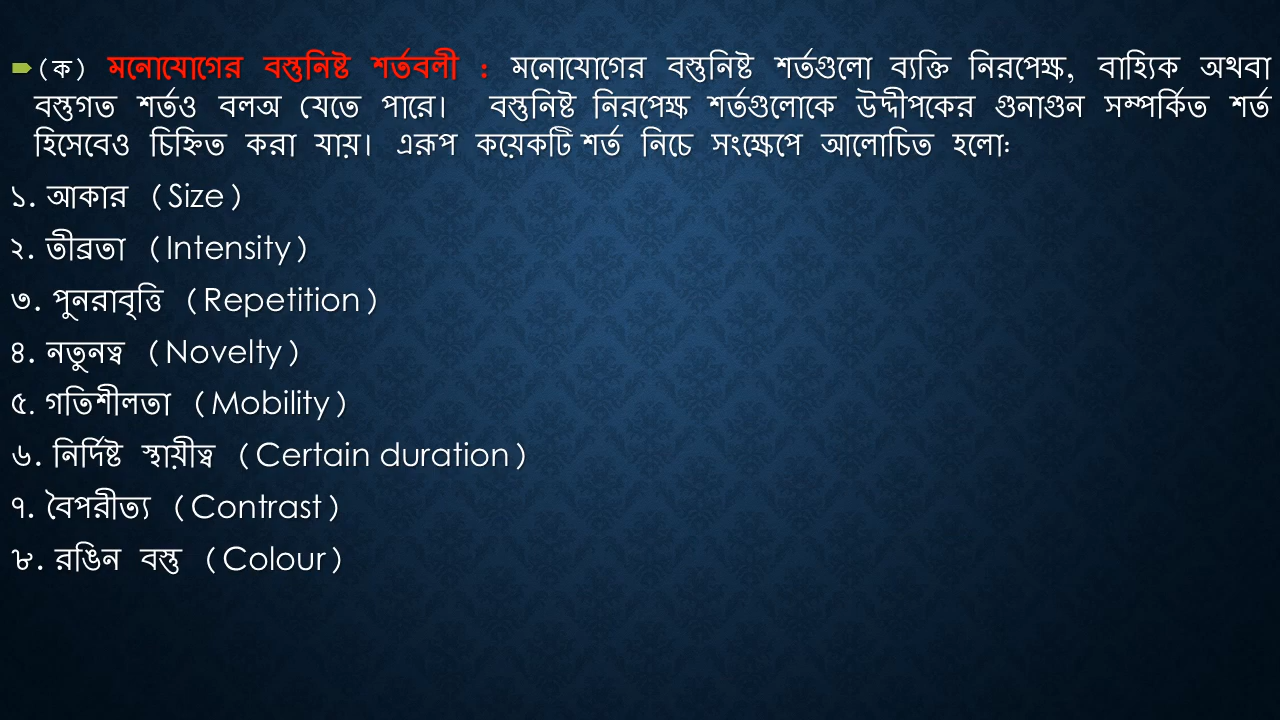 (ক) মনোযোগের বস্তুনিষ্ট শর্তবলী : মনোযোগের বস্তুনিষ্ট শর্তগুলো ব্যক্তি নিরপেক্ষ, বাহ্যিক অথবা
বস্তুগত শর্তও বলঅ যেতে পারে। বস্তুনিষ্ট নিরপেক্ষ শর্তগুলোকে উদ্দীপকের গুনাগুন সম্পর্কিত শর্ত
হিসেবেও চিহ্নিত করা যায়। এরূপ কয়েকটি শর্ত নিচে সংক্ষেপে আলোচিত হলো:
১. আকার (Size)
২. তীব্রতা (Intensity)
৩. পুনরাবৃত্তি (Repetition)
৪. নতুনত্ব (Novelty)
৫. গতিশীলতা (Mobility)
৬. নির্দিষ্ট স্থায়ীত্ব (Certain duration)
৭. বৈপরীত্য (Contrast)
৮. রঙিন বস্তু (Colour)